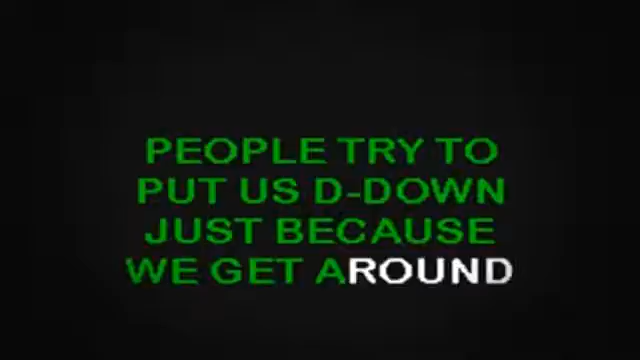 PEOPLE TRY TO
PUT US D-DOWN
JUST BECAUSE
WE GET AROUND